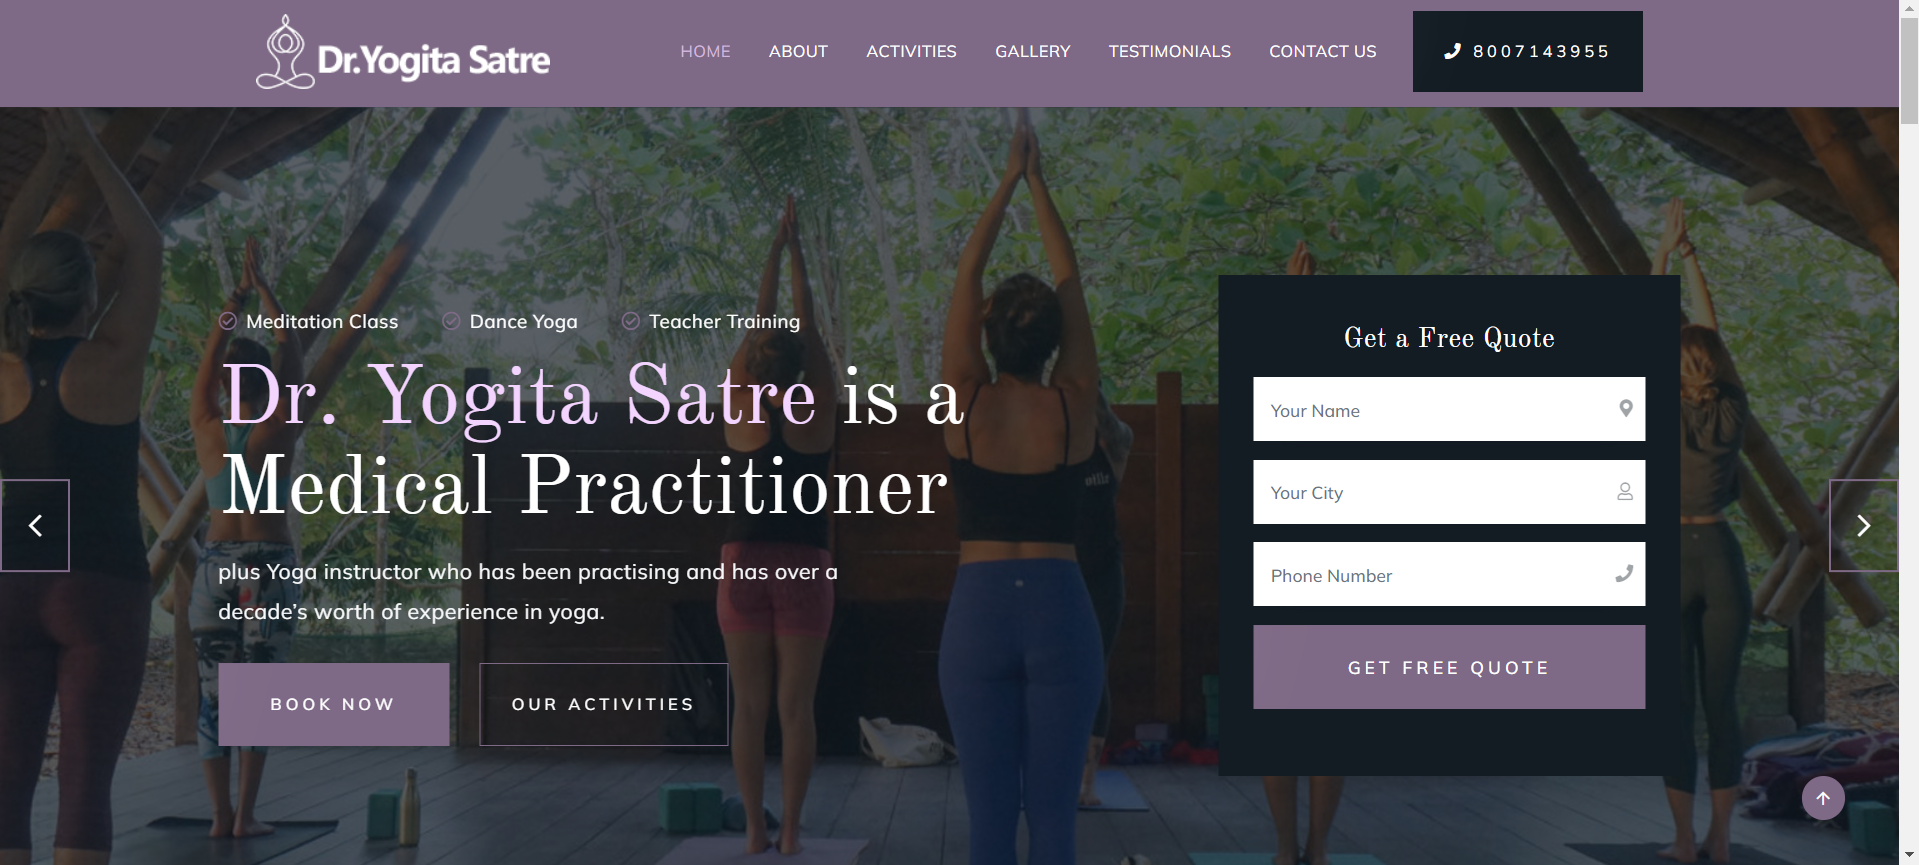 Dr.Yogita Satre
HOME
ABOUT
ACTIVITIES
GALLERY
TESTIMONIALS
CONTACT US
8007143955
Meditation Class
Dance Yoga
Teacher Training
Dr. Yogita Satre is a
Medical Practitioner
plus Yoga instructor who has been practising and has over a
decade’s worth of experience in yoga.
BOOK NOW
OUR ACTIVITIES
Get a Free Quote
Your Name
Your City
Phone Number
GET FREE QUOTE